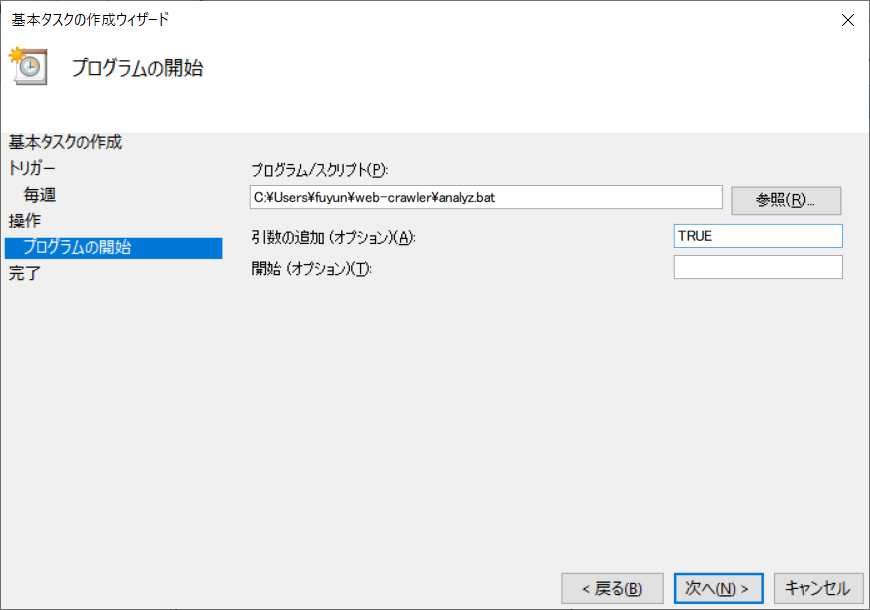 基本タスクの作成ウィザード
プログラムの開始
基本タスクの作成
トリガー
毎週
操作
プログラムの開始
完了
プログラム/スクリプト(P):
C:¥Users¥fuyun¥web-crawler¥analyz.bat
参照(R)...
引数の追加 (オプション)(A):
TRUE
開始 (オプション)(T):
< 戻る(B)
次へ(N) >
キャンセル